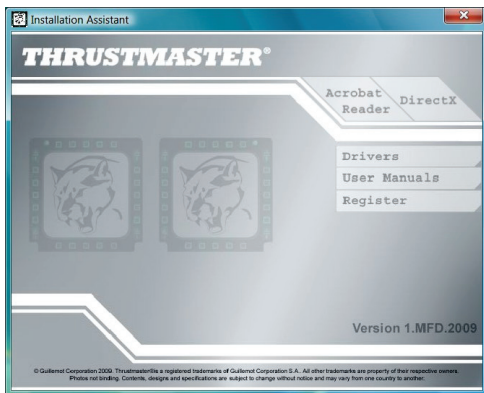 Installation Assistant
THRUSTMASTER®
Acrobat
Reader
DirectX
Drivers
User Manuals
Register
Version 1.MFD.2009
© Guillemot Corporation 2009. Thrustmaster®is a registered trademarks of Guillemot Corporation S.A.. All other trademarks are property of their respective owners.
Photos not binding. Contents, designs and specifications are subject to change without notice and may vary from one country to another.